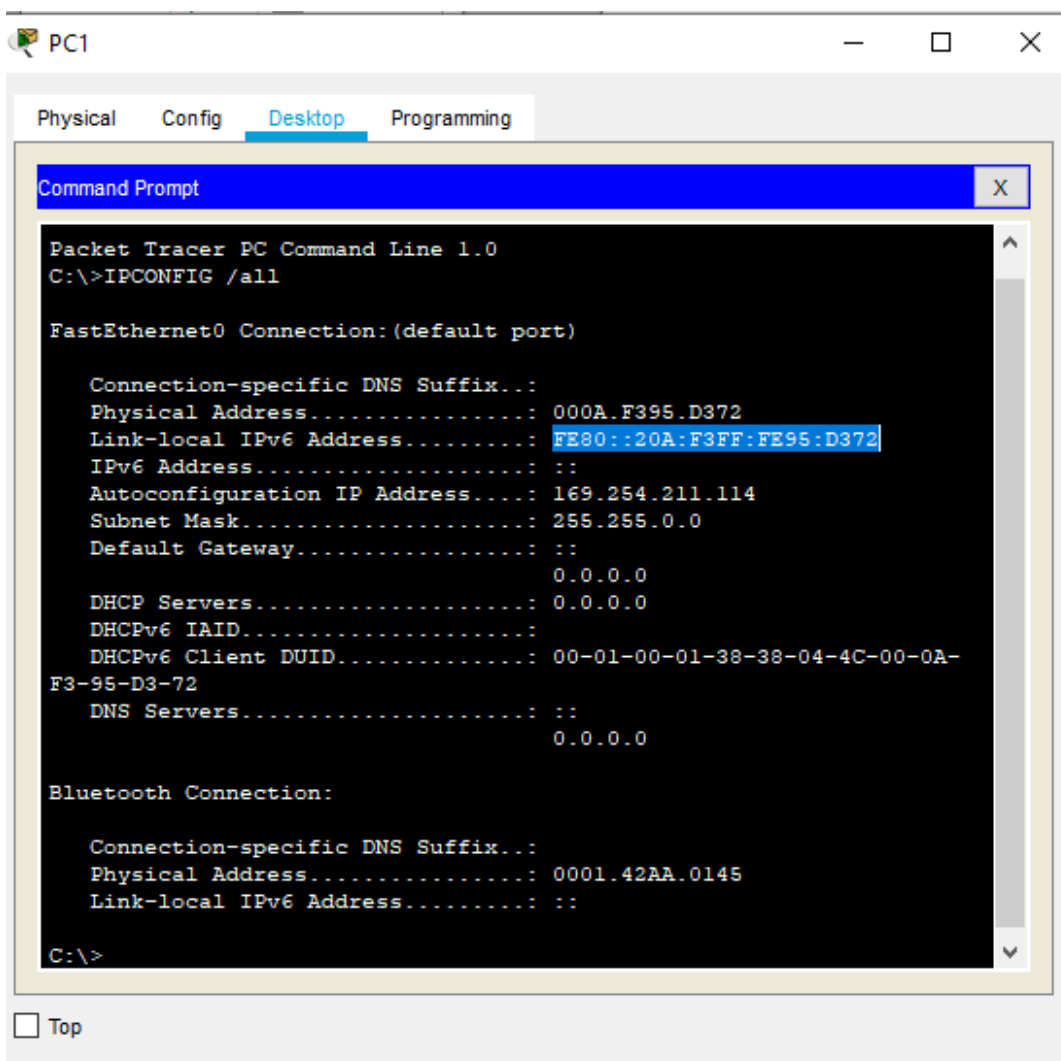 PC1
Physical Config Desktop Programming
Command Prompt X
Packet Tracer PC Command Line 1.0
C:\>IPCONFIG /all
FastEthernet0 Connection:(default port)
Connection-specific DNS Suffix..:
Physical Address................: 000A.F395.D372
Link-local IPv6 Address.........: FE80::20A:F3FF:FE95:D372
IPv6 Address....................: ::
Autoconfiguration IP Address....: 169.254.211.114
Subnet Mask.....................: 255.255.0.0
Default Gateway.................: ::
0.0.0.0
DHCP Servers....................: 0.0.0.0
DHCPv6 IAID.....................:
DHCPv6 Client DUID..............: 00-01-00-01-38-38-04-4C-00-0A-
F3-95-D3-72
DNS Servers.....................: ::
0.0.0.0
Bluetooth Connection:
Connection-specific DNS Suffix..:
Physical Address................: 0001.42AA.0145
Link-local IPv6 Address.........: ::
C:\>
Top